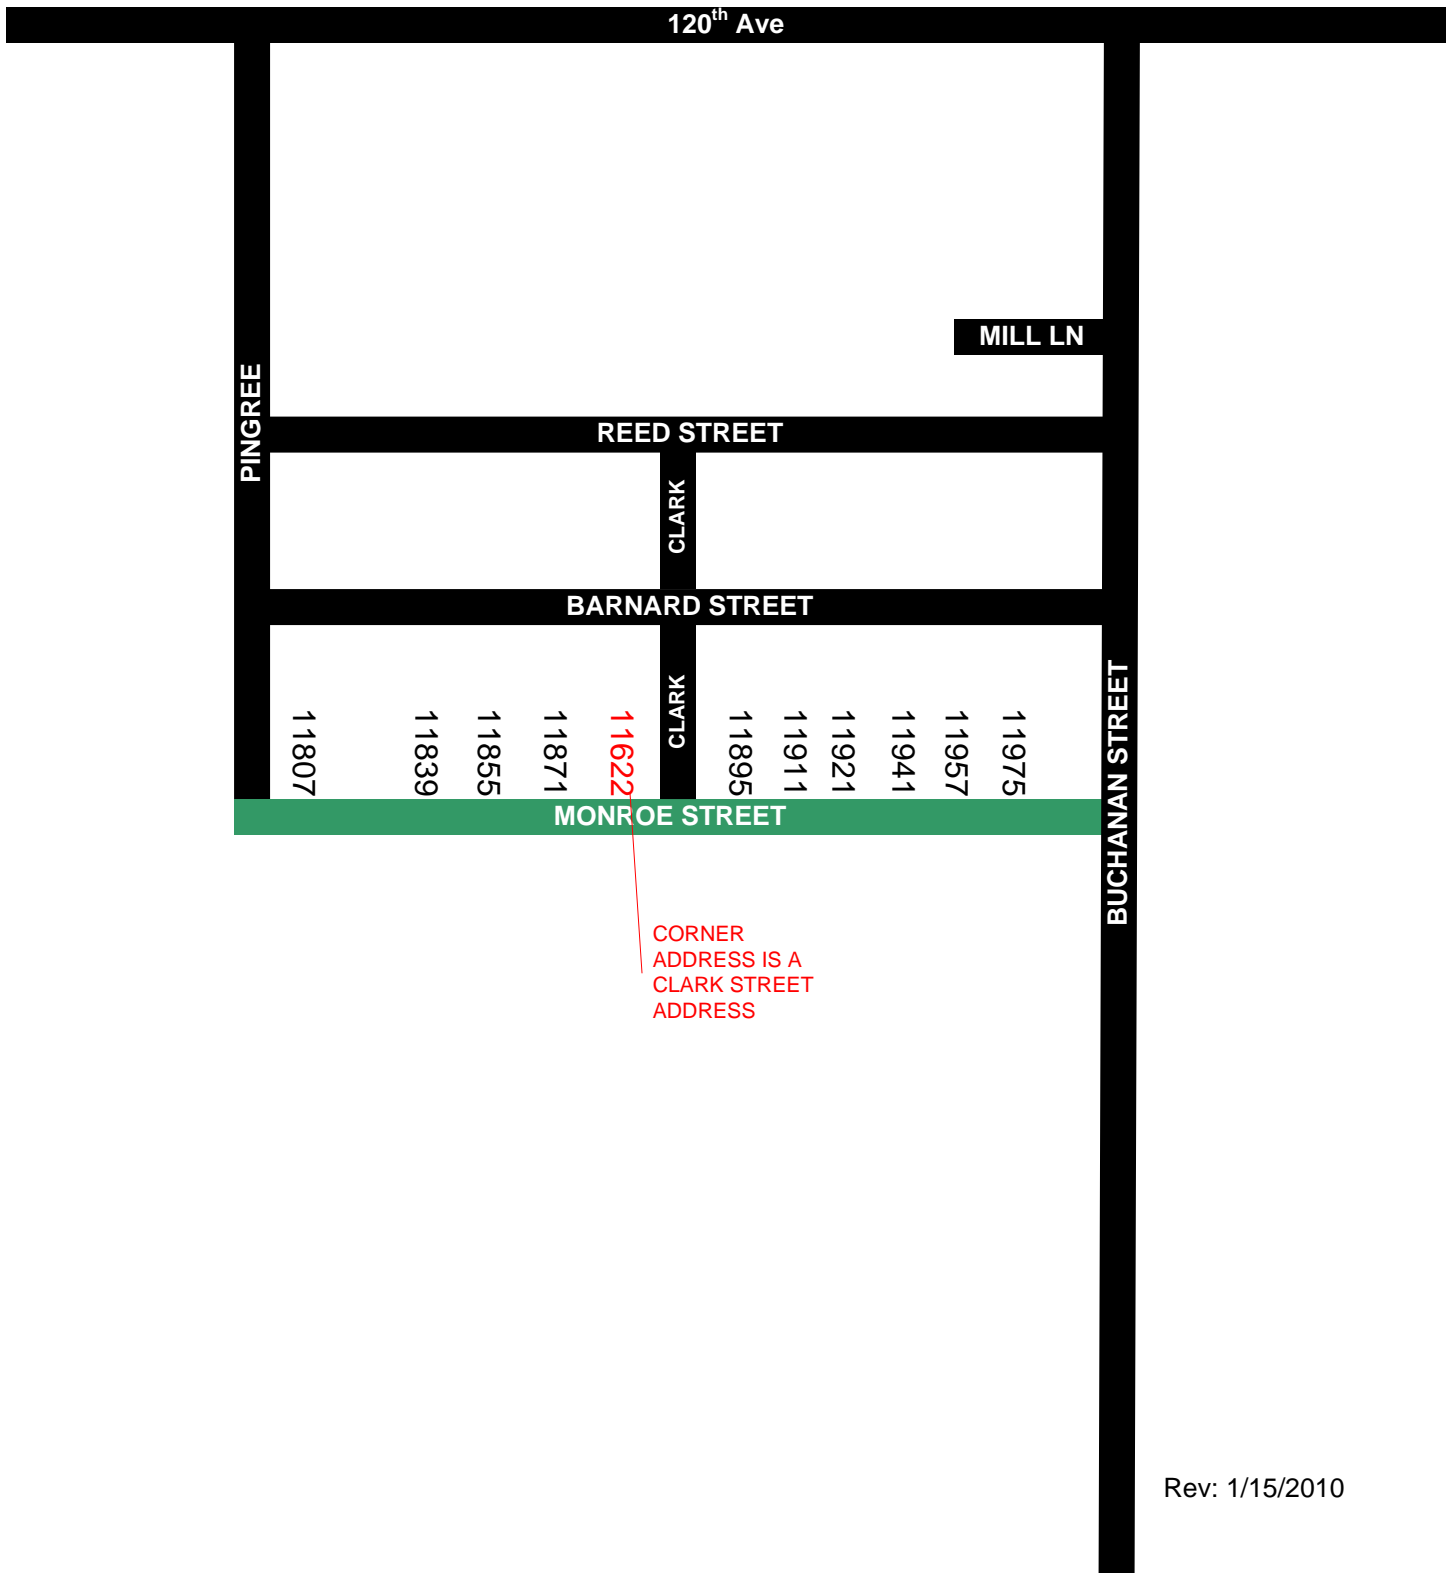 120th Ave
MILL LN
PINGREE
REED STREET
CLARK
BARNARD STREET
CLARK
BUCHANAN STREET
11807
11839
11855
11871
11622
11895
11911
11921
11941
11957
11975
MONROE STREET
CORNER
ADDRESS IS A
CLARK STREET
ADDRESS
Rev: 1/15/2010